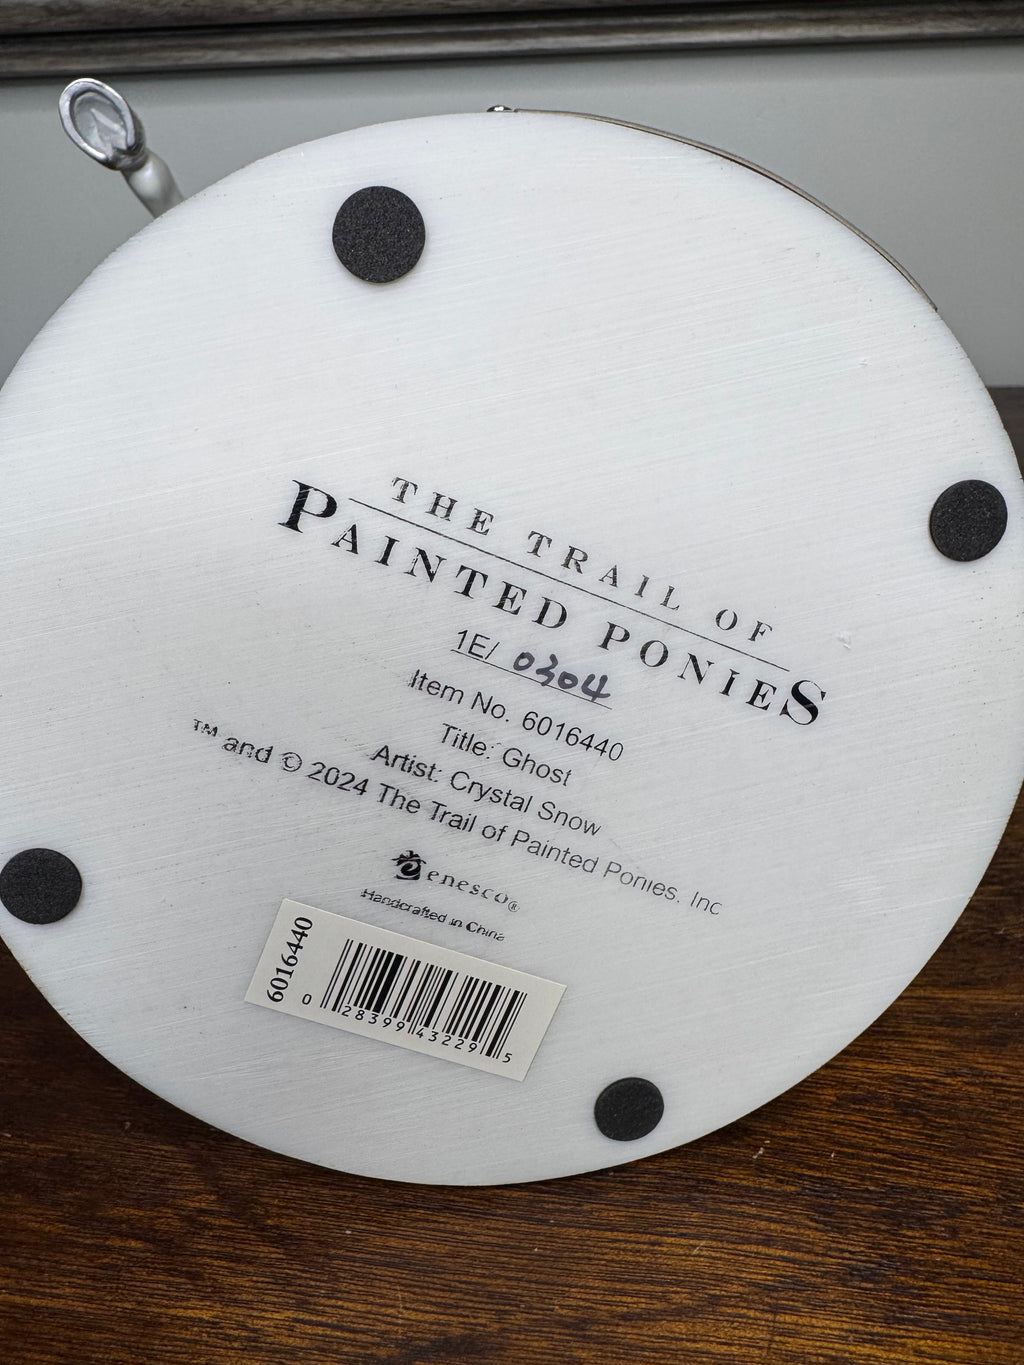 THE TRAIL OF
PAINTED PONIES
1E/ 0304
Item No. 6016440
Title: Ghost
Artist: Crystal Snow
™ and © 2024 The Trail of Painted Ponies, Inc
enesco®
Handcrafted in China
6016440
0 28399 43229 5